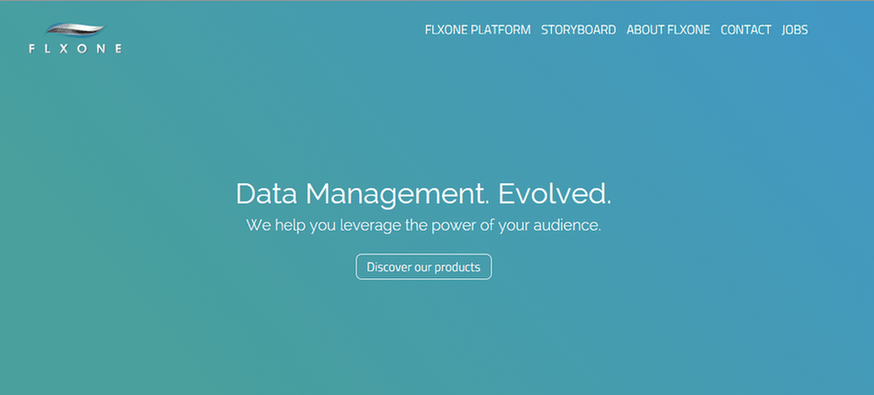 FLXONE
FLXONE PLATFORM STORYBOARD ABOUT FLXONE CONTACT JOBS
Data Management. Evolved.
We help you leverage the power of your audience.
Discover our products